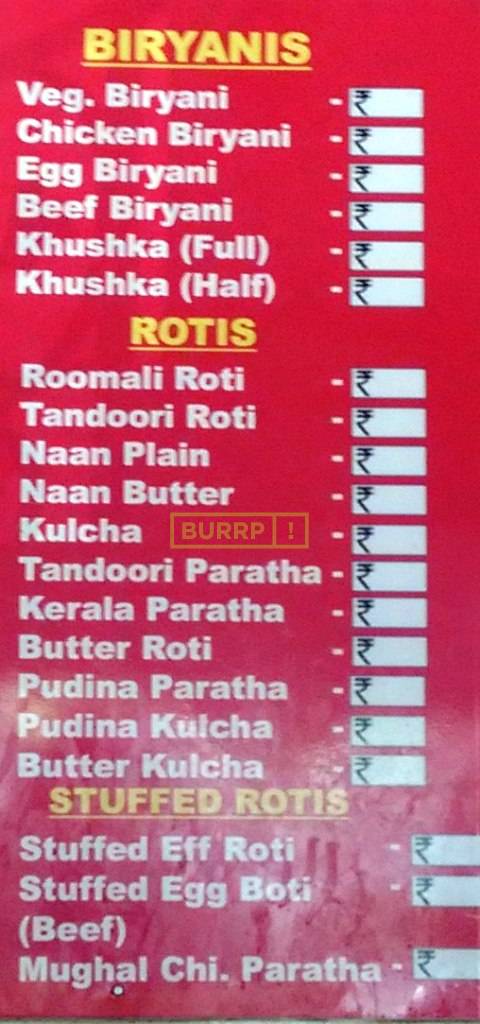 BIRYANIS
Veg. Biryani - ₹
Chicken Biryani - ₹
Egg Biryani - ₹
Beef Biryani - ₹
Khushka (Full) - ₹
Khushka (Half) - ₹
ROTIS
Roomali Roti - ₹
Tandoori Roti - ₹
Naan Plain - ₹
Naan Butter - ₹
Kulcha BURRP! - ₹
Tandoori Paratha - ₹
Kerala Paratha - ₹
Butter Roti - ₹
Pudina Paratha - ₹
Pudina Kulcha - ₹
Butter Kulcha - ₹
STUFFED ROTIS
Stuffed Eff Roti - ₹
Stuffed Egg Boti - ₹
(Beef)
Mughal Chi. Paratha - ₹